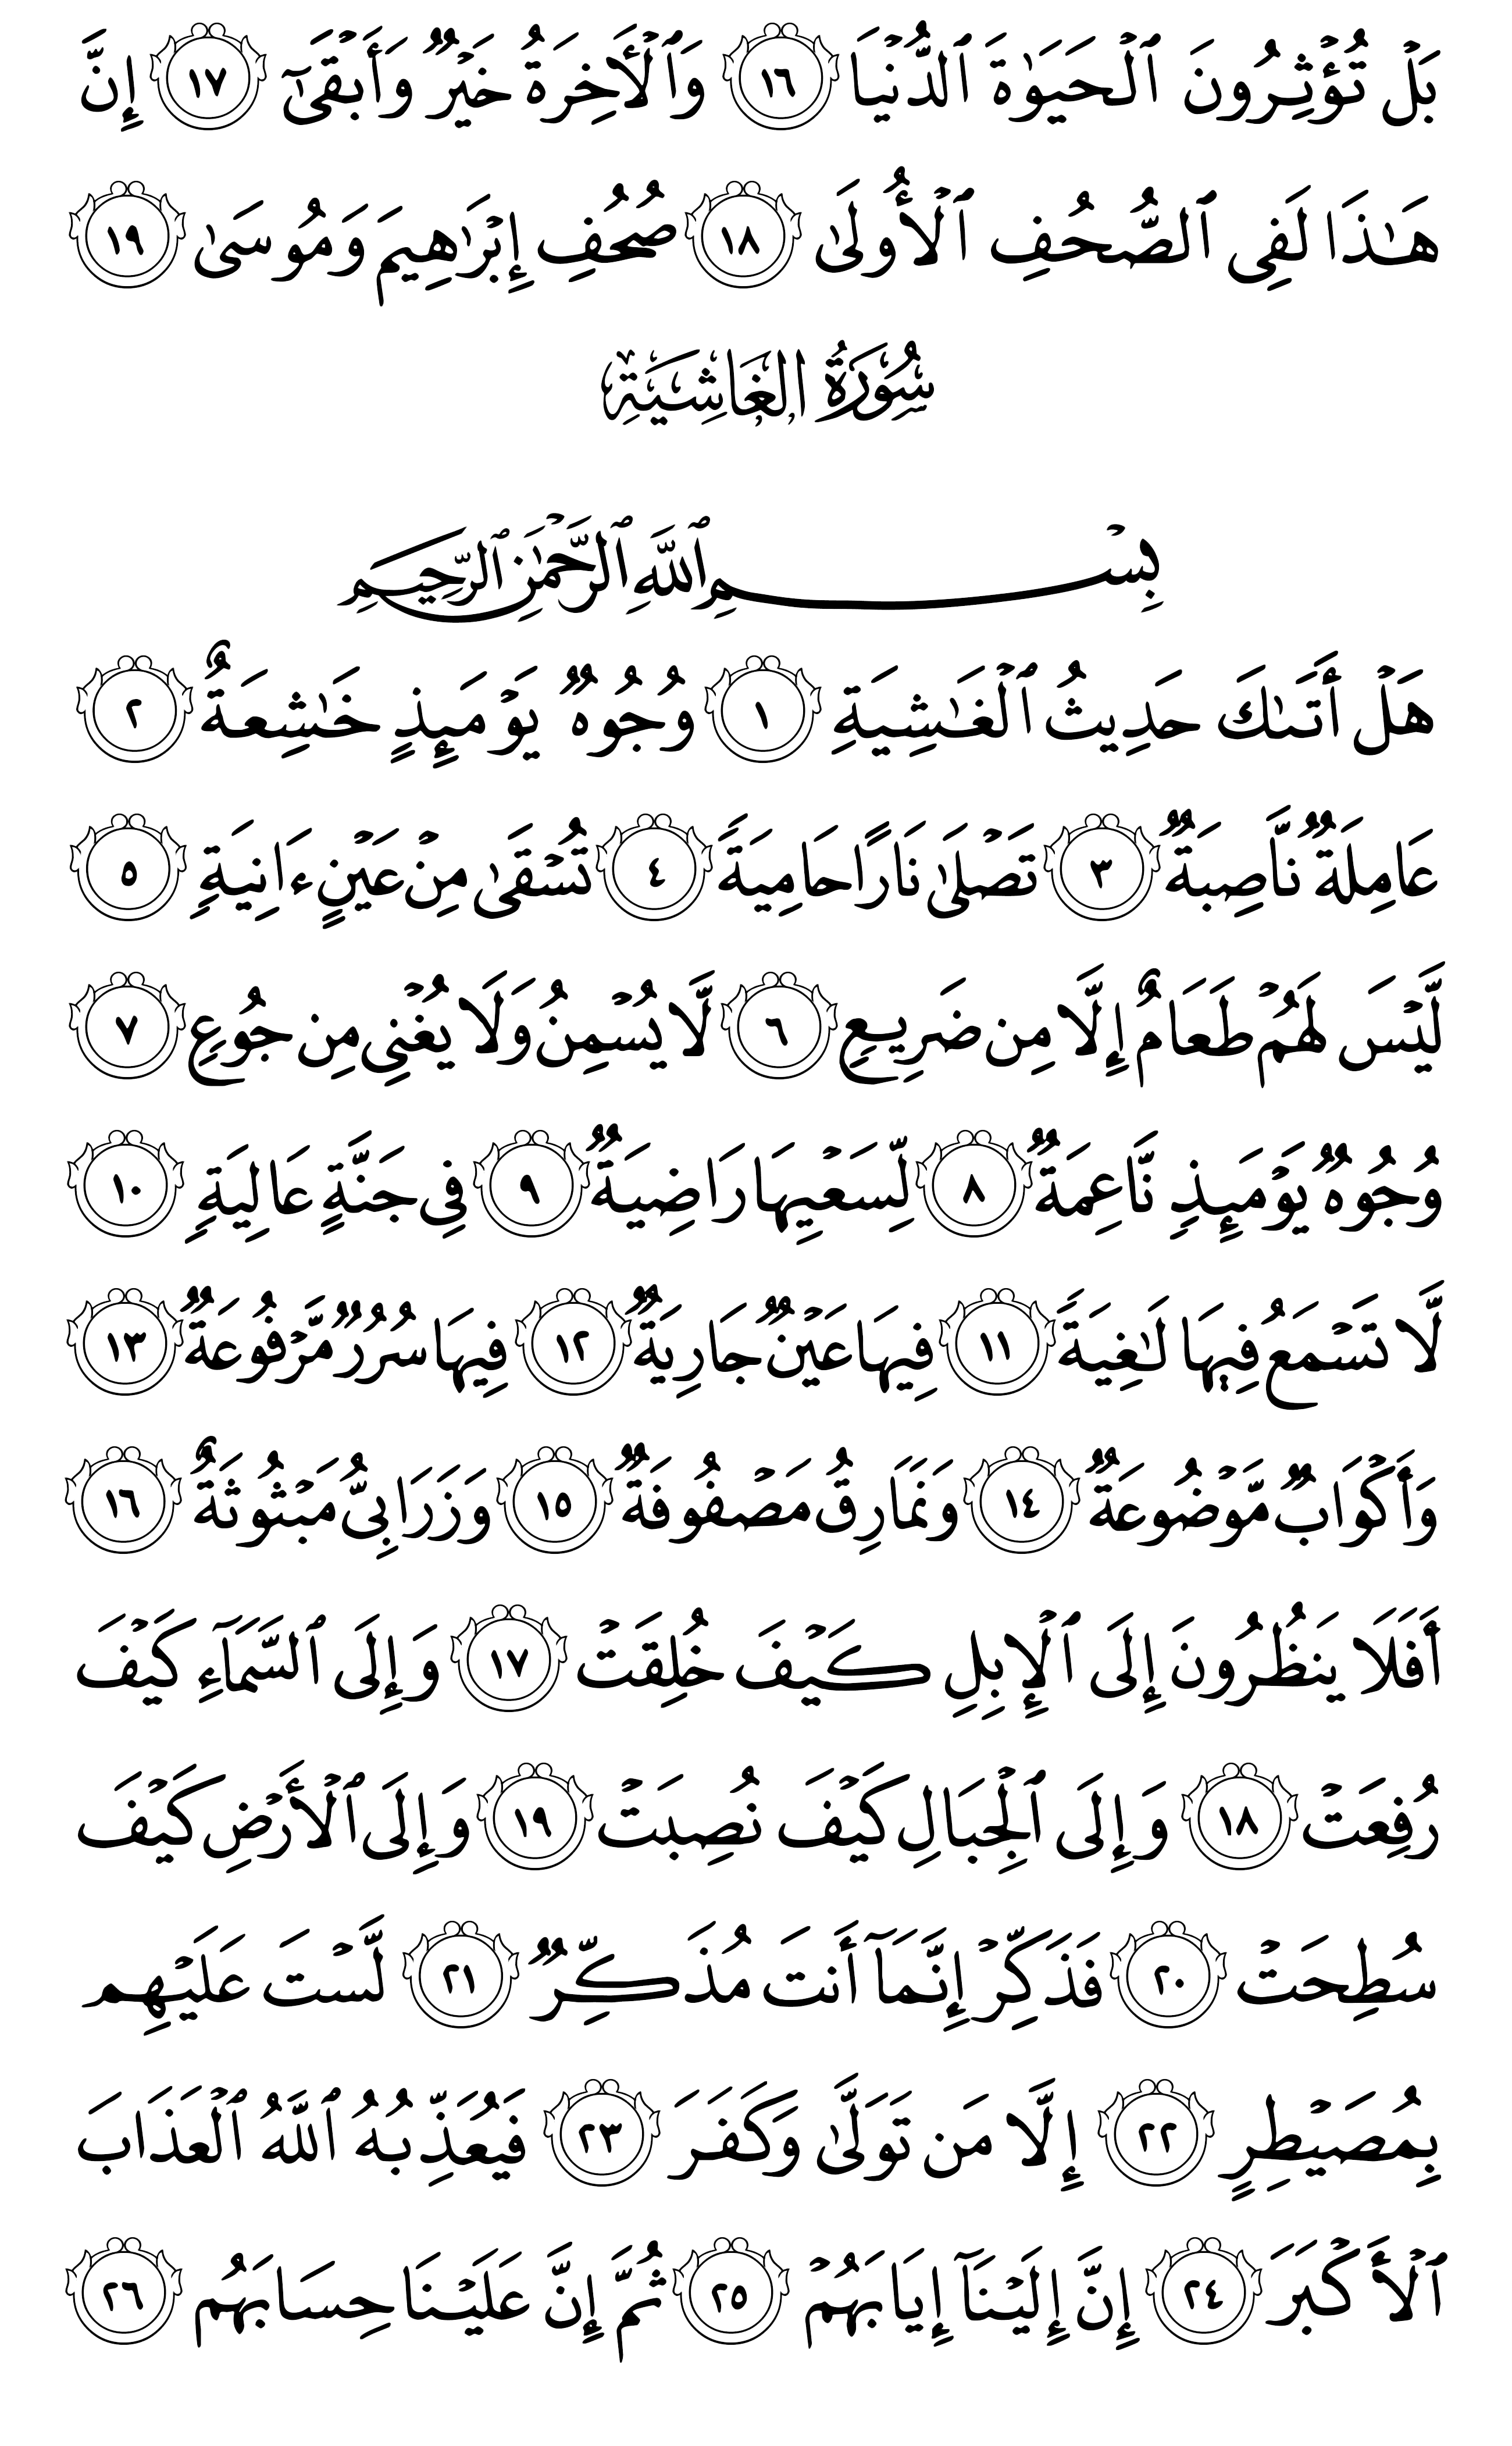 بَلۡ تُؤۡثِرُونَ ٱلۡحَيَوٰةَ ٱلدُّنۡيَا ١٦ وَٱلۡأٓخِرَةُ خَيۡرٞ وَأَبۡقَىٰٓ ١٧ إِنَّ
هَٰذَا لَفِي ٱلصُّحُفِ ٱلۡأُولَىٰ ١٨ صُحُفِ إِبۡرَٰهِيمَ وَمُوسَىٰ ١٩
سُورَةُ الغَاشِيَةِ
بِسۡمِ ٱللَّهِ ٱلرَّحۡمَٰنِ ٱلرَّحِيمِ
هَلۡ أَتَىٰكَ حَدِيثُ ٱلۡغَٰشِيَةِ ١ وُجُوهٞ يَوۡمَئِذٍ خَٰشِعَةٌ ٢
عَامِلَةٞ نَّاصِبَةٞ ٣ تَصۡلَىٰ نَارًا حَامِيَةٗ ٤ تُسۡقَىٰ مِنۡ عَيۡنٍ ءَانِيَةٖ ٥
لَّيۡسَ لَهُمۡ طَعَامٌ إِلَّا مِن ضَرِيعٖ ٦ لَّا يُسۡمِنُ وَلَا يُغۡنِي مِن جُوعٖ ٧
وُجُوهٞ يَوۡمَئِذٖ نَّاعِمَةٞ ٨ لِّسَعۡيِهَا رَاضِيَةٞ ٩ فِي جَنَّةٍ عَالِيَةٖ ١٠
لَّا تَسۡمَعُ فِيهَا لَٰغِيَةٗ ١١ فِيهَا عَيۡنٞ جَارِيَةٞ ١٢ فِيهَا سُرُرٞ مَّرۡفُوعَةٞ ١٣
وَأَكۡوَابٞ مَّوۡضُوعَةٞ ١٤ وَنَمَارِقُ مَصۡفُوفَةٞ ١٥ وَزَرَابِيُّ مَبۡثُوثَةٌ ١٦
أَفَلَا يَنظُرُونَ إِلَى ٱلۡإِبِلِ كَيۡفَ خُلِقَتۡ ١٧ وَإِلَى ٱلسَّمَآءِ كَيۡفَ
رُفِعَتۡ ١٨ وَإِلَى ٱلۡجِبَالِ كَيۡفَ نُصِبَتۡ ١٩ وَإِلَى ٱلۡأَرۡضِ كَيۡفَ
سُطِحَتۡ ٢٠ فَذَكِّرۡ إِنَّمَآ أَنتَ مُذَكِّرٞ ٢١ لَّسۡتَ عَلَيۡهِم
بِمُصَيۡطِرٍ ٢٢ إِلَّا مَن تَوَلَّىٰ وَكَفَرَ ٢٣ فَيُعَذِّبُهُ ٱللَّهُ ٱلۡعَذَابَ
ٱلۡأَكۡبَرَ ٢٤ إِنَّ إِلَيۡنَآ إِيَابَهُمۡ ٢٥ ثُمَّ إِنَّ عَلَيۡنَا حِسَابَهُم ٢٦